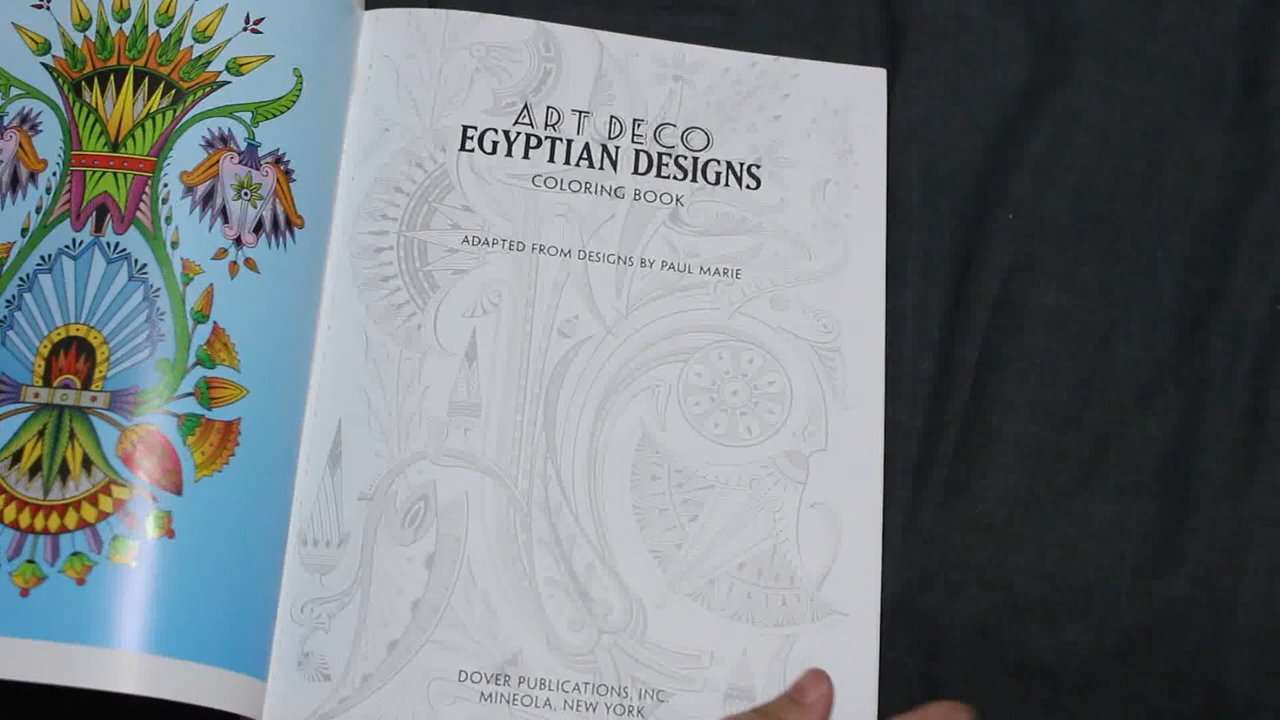 ART DECO
EGYPTIAN DESIGNS
COLORING BOOK
ADAPTED FROM DESIGNS BY PAUL MARIE
DOVER PUBLICATIONS, INC.
MINEOLA, NEW YORK